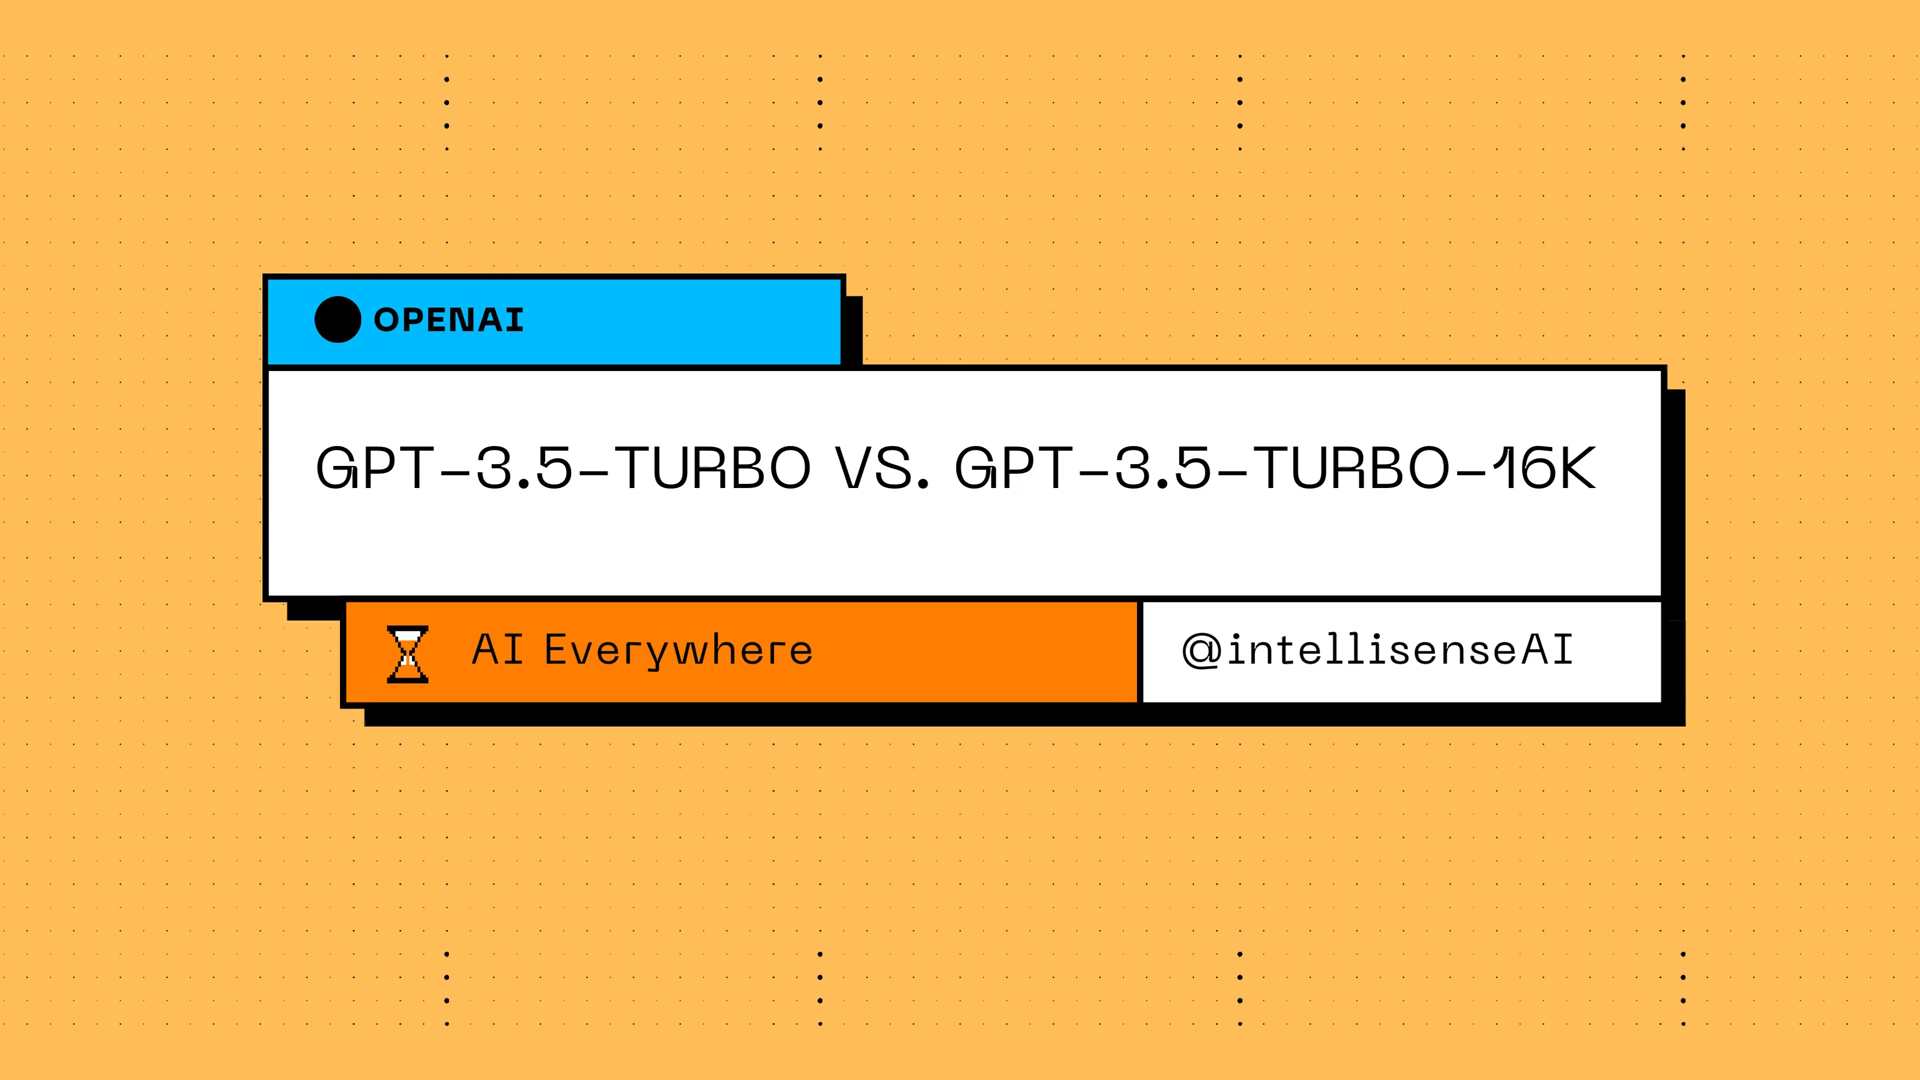 OPENAI
GPT-3.5-TURBO VS. GPT-3.5-TURBO-16K
AI Everywhere
@intellisenseAI